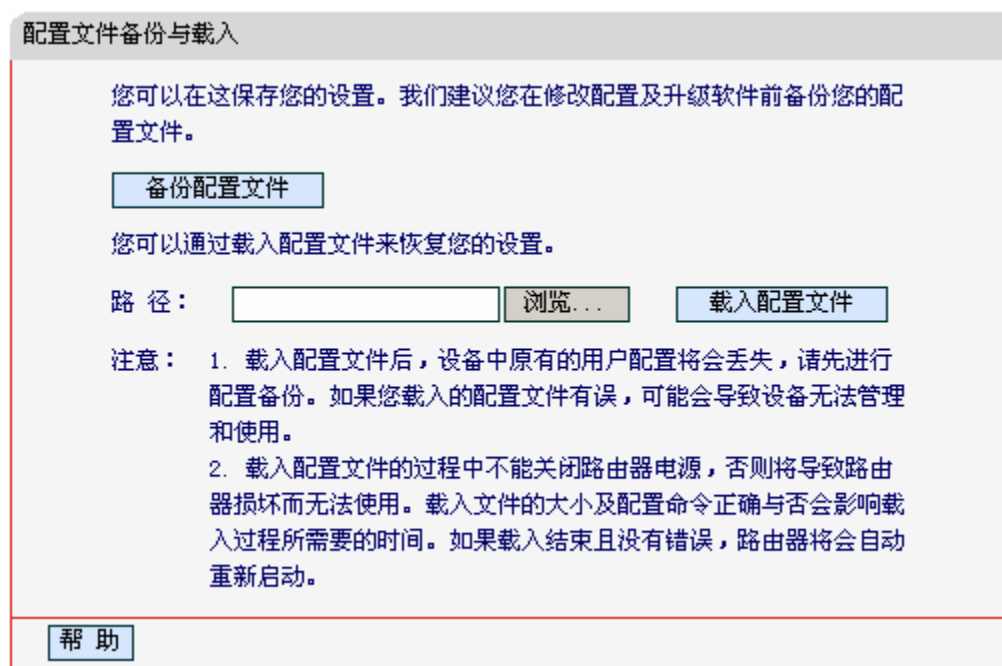 配置文件备份与载入
您可以在这保存您的设置。我们建议您在修改配置及升级软件前备份您的配
置文件。
备份配置文件
您可以通过载入配置文件来恢复您的设置。
路 径： 浏览... 载入配置文件
注意： 1. 载入配置文件后，设备中原有的用户配置将会丢失，请先进行
配置备份。如果您载入的配置文件有误，可能会导致设备无法管理
和使用。
2. 载入配置文件的过程中不能关闭路由器电源，否则将导致路由
器损坏而无法使用。载入文件的大小及配置命令正确与否会影响载
入过程所需要的时间。如果载入结束且没有错误，路由器将会自动
重新启动。
帮 助